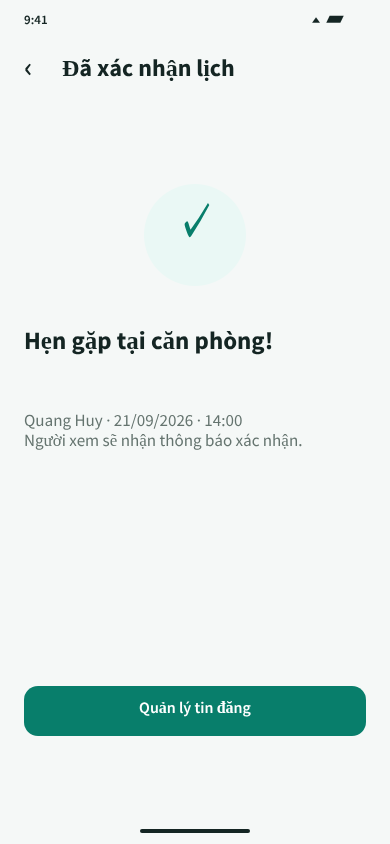 9:41
Đã xác nhận lịch
Hẹn gặp tại căn phòng!
Quang Huy · 21/09/2026 · 14:00
Người xem sẽ nhận thông báo xác nhận.
Quản lý tin đăng